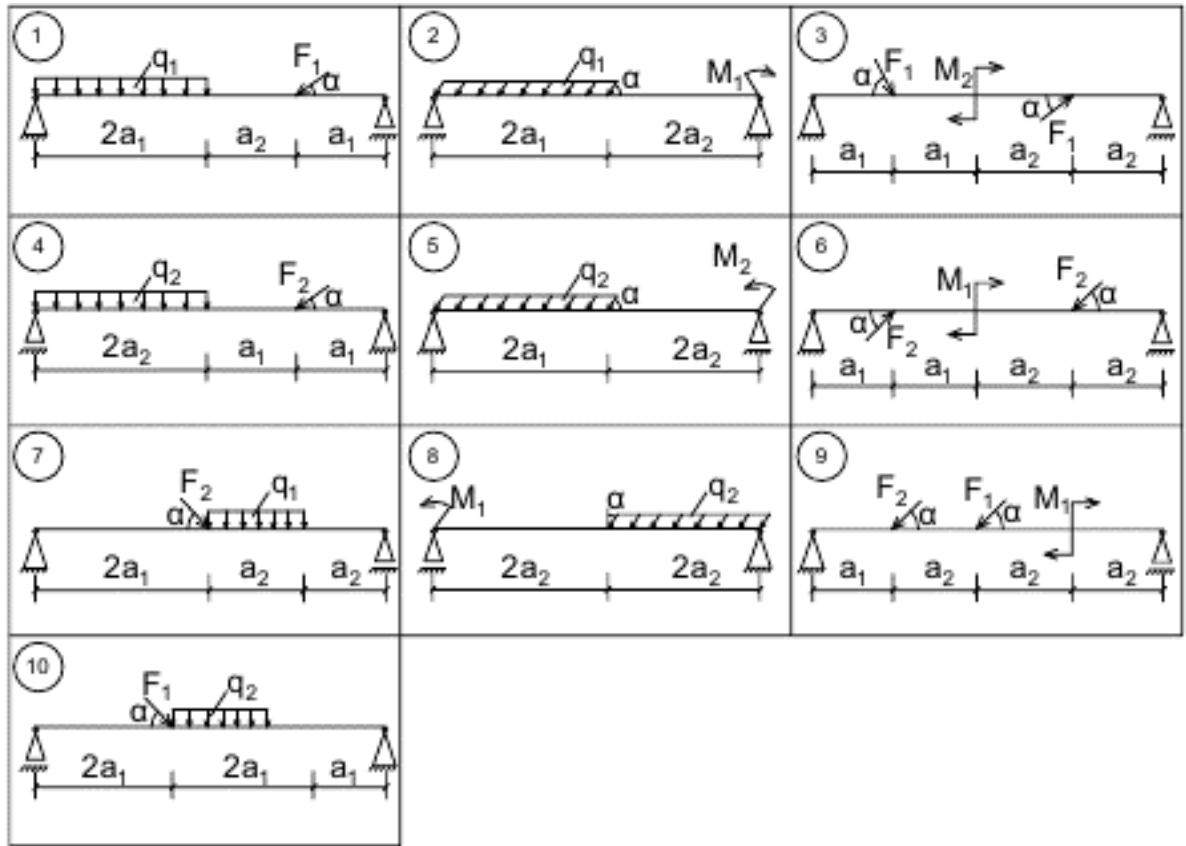 1
q₁ F₁ α
2a₁ a₂ a₁
2
q₁ α M₁
2a₁ 2a₂
3
α F₁ M₂ α F₁
a₁ a₁ a₂ a₂
4
q₂ F₂ α
2a₂ a₁ a₁
5
q₂ α M₂
2a₁ 2a₂
6
α F₂ M₁ F₂ α
a₁ a₁ a₂ a₂
7
α F₂ q₁
2a₁ a₂ a₂
8
M₁ α q₂
2a₂ 2a₂
9
F₂ α F₁ α M₁
a₁ a₂ a₂ a₂
10
α F₁ q₂
2a₁ 2a₁ a₁